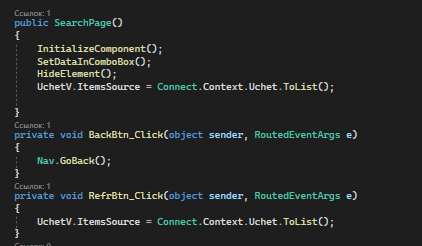 Ссылок: 1
public SearchPage()
{
InitializeComponent();
SetDataInComboBox();
HideElement();
UchetV.ItemsSource = Connect.Context.Uchet.ToList();
}
Ссылок: 1
private void BackBtn_Click(object sender, RoutedEventArgs e)
{
Nav.GoBack();
}
Ссылок: 1
private void RefrBtn_Click(object sender, RoutedEventArgs e)
{
UchetV.ItemsSource = Connect.Context.Uchet.ToList();
}